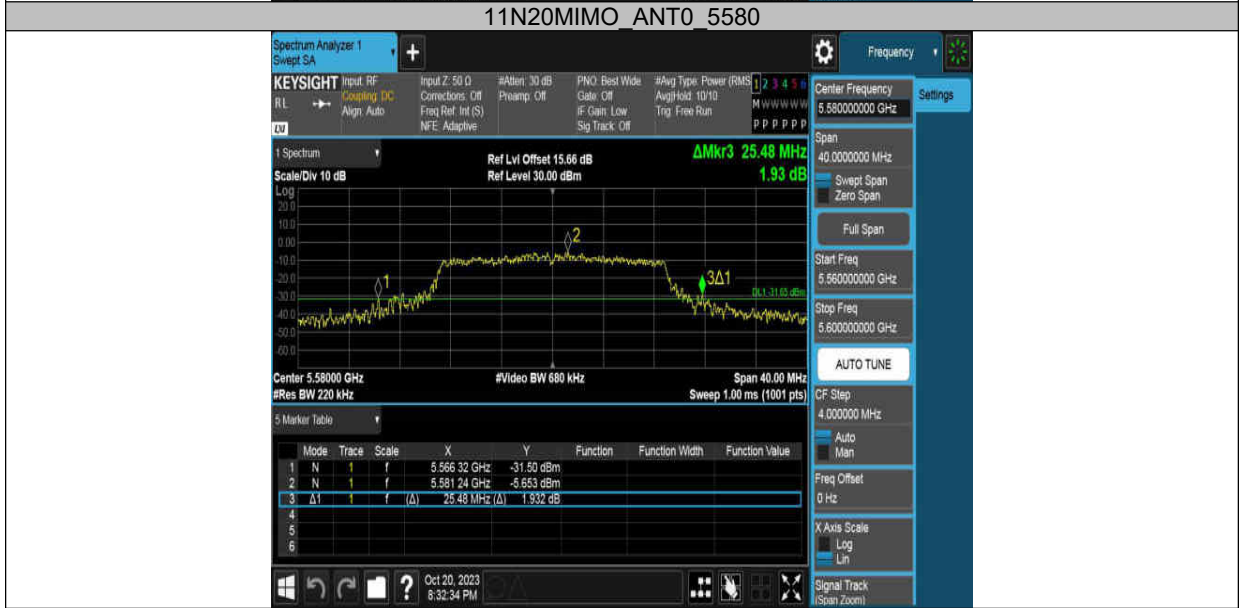 11N20MIMO_ANT0_5580
Spectrum Analyzer 1
Swept SA
+
Frequency
KEYSIGHT Input: RF
RL
Coupling: DC
Align: Auto
LXI
Input Z: 50 Ω
Corrections: Off
Freq Ref: Int (S)
NFE: Adaptive
#Atten: 30 dB
Preamp: Off
PNO: Best Wide
Gate: Off
IF Gain: Low
Sig Track: Off
#Avg Type: Power (RMS
Avg|Hold: 10/10
Trig: Free Run
1 2 3 4 5 6
M W W W W W
P P P P P P
Center Frequency
5.580000000 GHz
Settings
Span
40.0000000 MHz
Swept Span
Zero Span
Full Span
Start Freq
5.560000000 GHz
Stop Freq
5.600000000 GHz
AUTO TUNE
CF Step
4.000000 MHz
Auto
Man
Freq Offset
0 Hz
X Axis Scale
Log
Lin
Signal Track
(Span Zoom)
1 Spectrum
Scale/Div 10 dB
Ref Lvl Offset 15.66 dB
Ref Level 30.00 dBm
ΔMkr3 25.48 MHz
1.93 dB
Log
20.0
10.0
0.00
-10.0
-20.0
-30.0
-40.0
-50.0
-60.0
1
2
3Δ1
DL1 -31.65 dBm
Center 5.58000 GHz
#Res BW 220 kHz
#Video BW 680 kHz
Span 40.00 MHz
Sweep 1.00 ms (1001 pts)
5 Marker Table
Mode Trace Scale X Y Function Function Width Function Value
1 N 1 f 5.566 32 GHz -31.50 dBm
2 N 1 f 5.581 24 GHz -5.653 dBm
3 Δ1 1 f (Δ) 25.48 MHz (Δ) 1.932 dB
4
5
6
?
Oct 20, 2023
8:32:34 PM